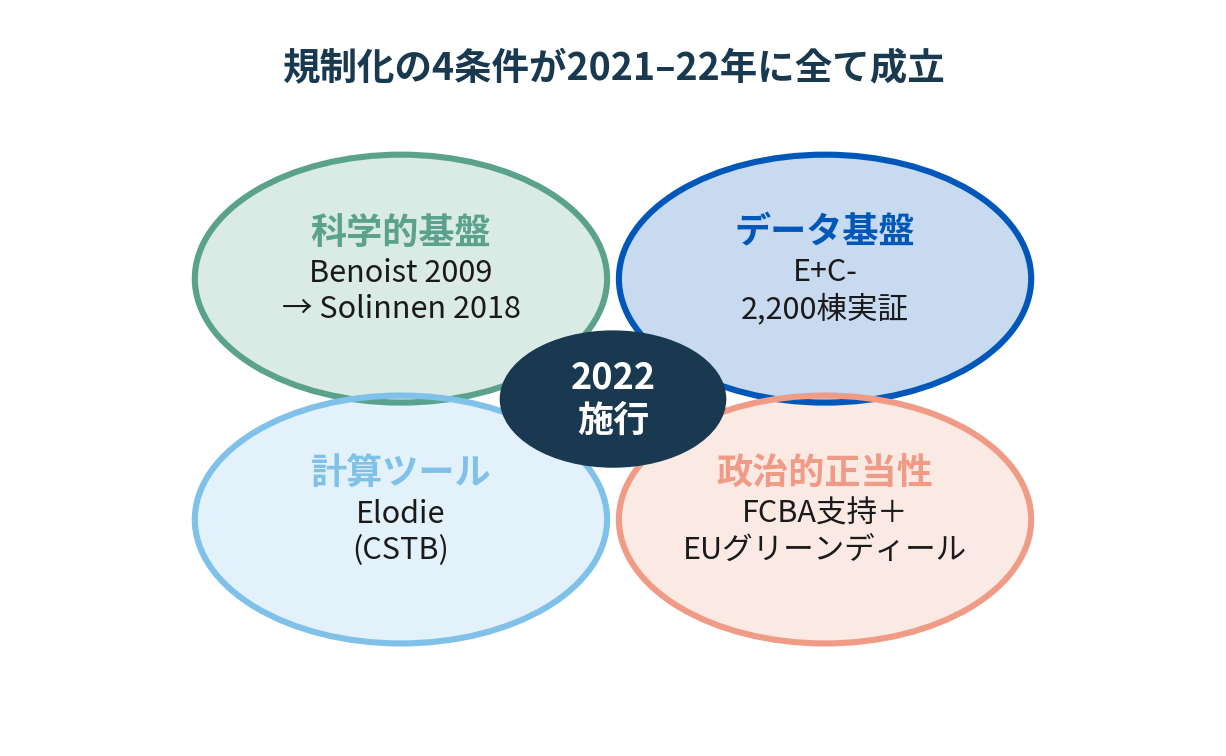 規制化の4条件が2021–22年に全て成立
科学的基盤
Benoist 2009
→ Solinnen 2018
データ基盤
E+C-
2,200棟実証
2022
施行
計算ツール
Elodie
(CSTB)
政治的正当性
FCBA支持＋
EUグリーンディール